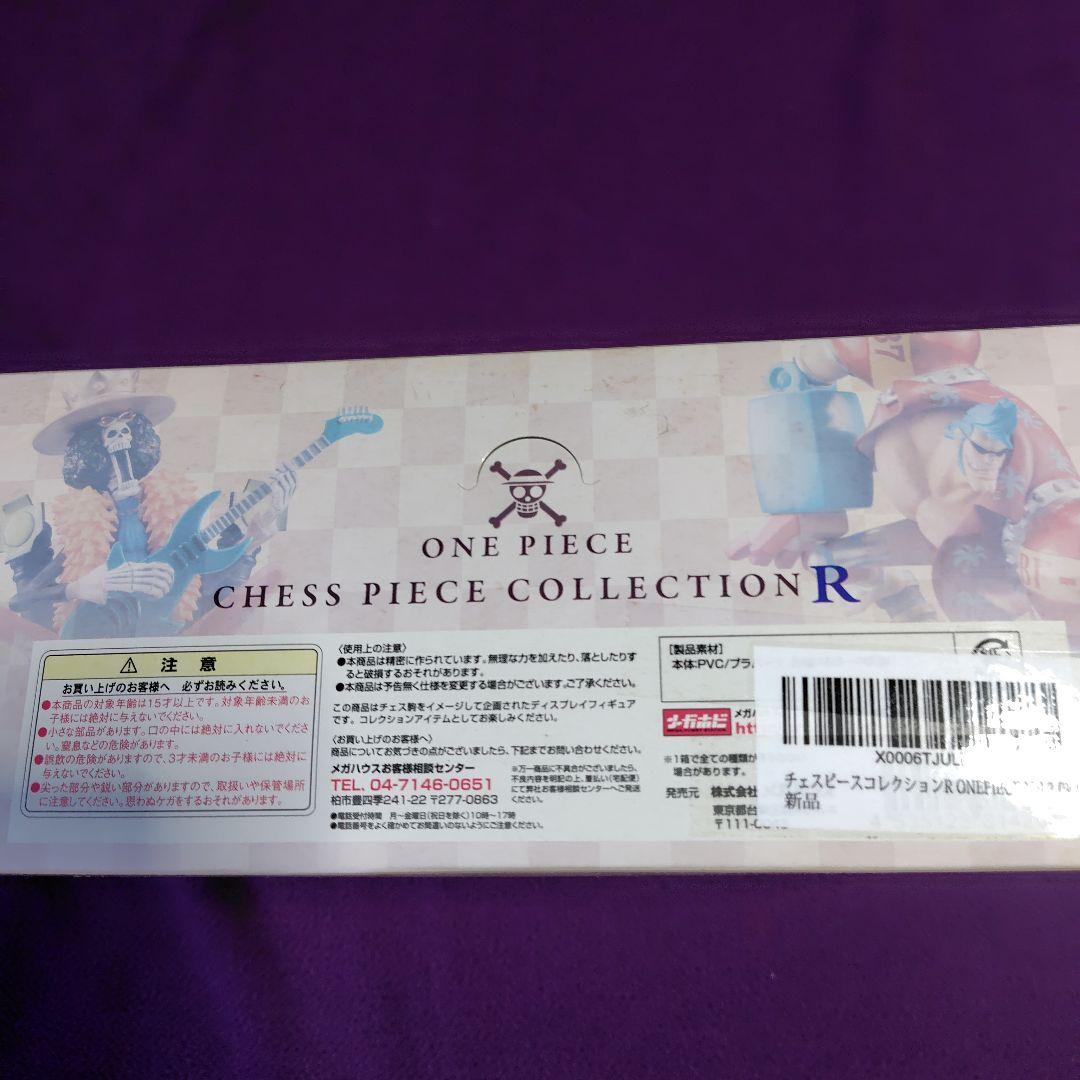 ONE PIECE
CHESS PIECE COLLECTION R
⚠ 注意
お買い上げのお客様へ 必ずお読みください。
●本商品の対象年齢は15才以上です。対象年齢未満のお
子様には絶対に与えないでください。
●小さな部品があります。口の中には絶対に入れないでくださ
い。窒息などの危険があります。
●誤飲の危険がありますので、3才未満のお子様には絶対に
与えないでください。
●尖った部分や鋭い部分がありますので、取扱いや保管場所
に注意してください。思わぬケガをするおそれがあります。
〈使用上の注意〉
●本商品は精密に作られています。無理な力を加えたり、落としたりす
ると破損するおそれがあります。
●本商品は予告無く仕様を変更する場合がございます。ご了承ください。
この商品はチェス駒をイメージして企画されたディスプレイフィギュア
です。コレクションアイテムとしてお楽しみください。
〈お買い上げのお客様へ〉
商品についてお気づきの点がございましたら、下記までお問い合わせください。
メガハウスお客様相談センター
TEL. 04-7146-0651
柏市豊四季241-22 〒277-0863
※万一商品に不具合がございましたら、
不良内容を明記の上、着払い(宅配便)
にて弊社お客様相談センターへご発送
ください。
●電話受付時間 月〜金曜日(祝日を除く)10時〜17時
●電話番号をよく確かめてお間違いのないようにご注意ください。
[製品素材]
本体:PVC/プラ
メガホビ
メガ
htt
※1箱で全ての種類が
場合があります。
発売元 株式会社
東京都台
〒111-
X0006TJUL
チェスピースコレクションR ONEPIECE
新品
87